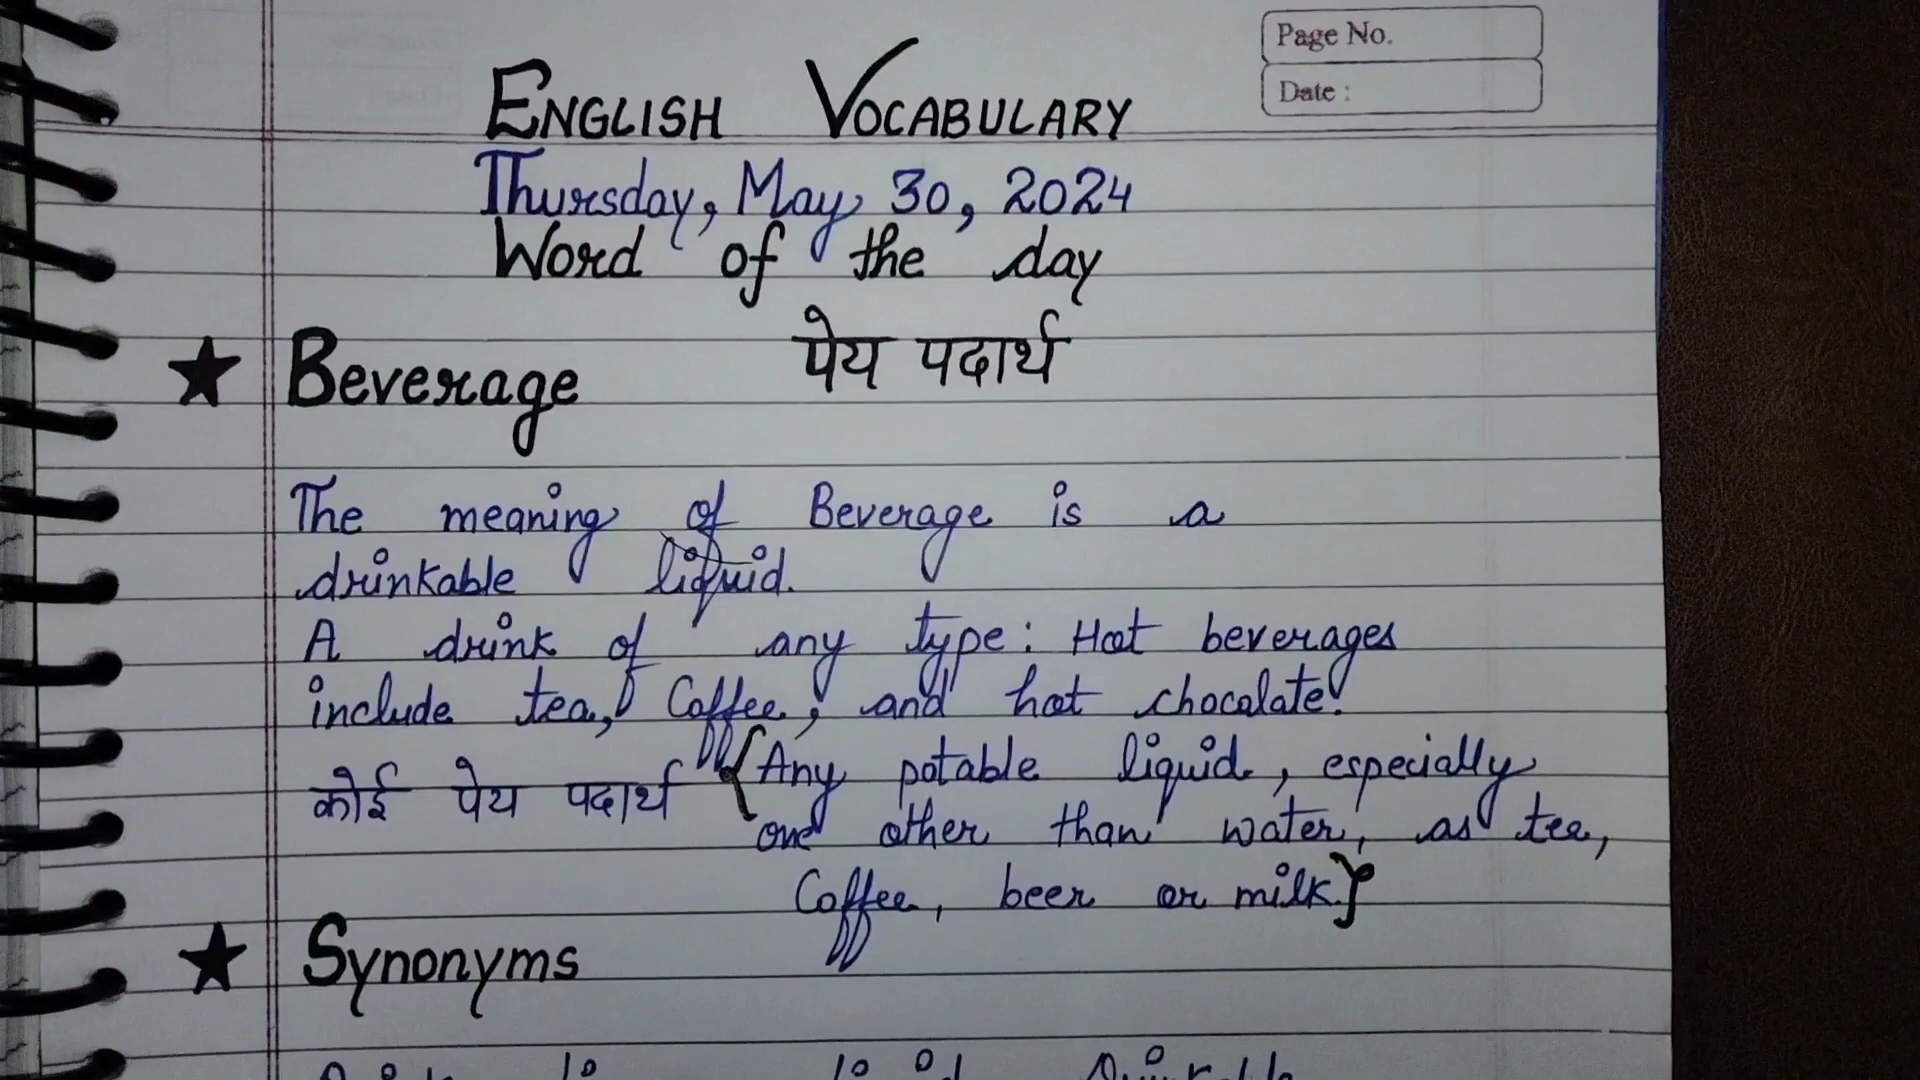 Page No.
Date :
ENGLISH VOCABULARY
Thursday, May 30, 2024
Word of the day
★ Beverage पेय पदार्थ
The meaning of Beverage is a
drinkable liquid.
A drink of any type: Hot beverages
include tea, Coffee, and hot chocolate.
कोई पेय पदार्थ {Any potable liquid, especially
one other than water, as tea,
Coffee, beer or milk.}
★ Synonyms